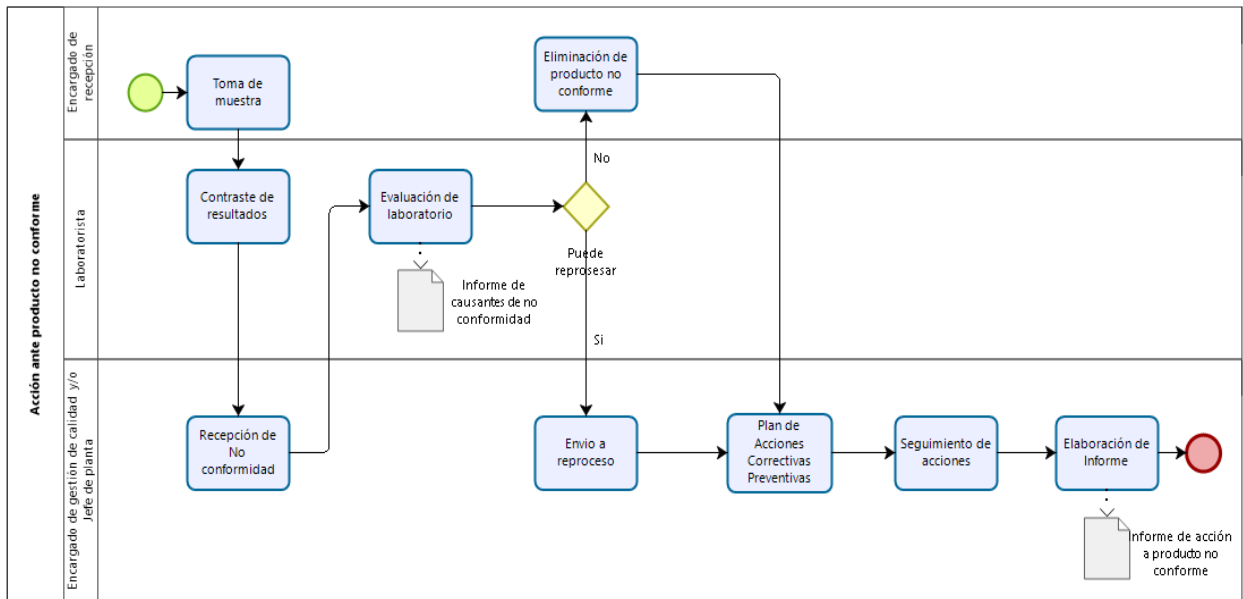 Acción ante producto no conforme
Encargado de
recepción
Toma de
muestra
Eliminación de
producto no
conforme
Laboratorista
Contraste de
resultados
Evaluación de
laboratorio
Informe de
causantes de no
conformidad
No
Puede
reprosesar
Si
Encargado de gestión de calidad y/o
Jefe de planta
Recepción de
No
conformidad
Envio a
reproceso
Plan de
Acciones
Correctivas
Preventivas
Seguimiento de
acciones
Elaboración de
Informe
Informe de acción
a producto no
conforme